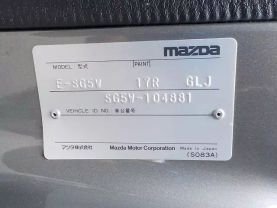 mazda
MODEL 型式 PAINT
E-SG5W 17R GLJ
SG5W-104881
VEHICLE ID NO. 車台番号
マツダ株式会社 Mazda Motor Corporation Made in Japan
(S083A)